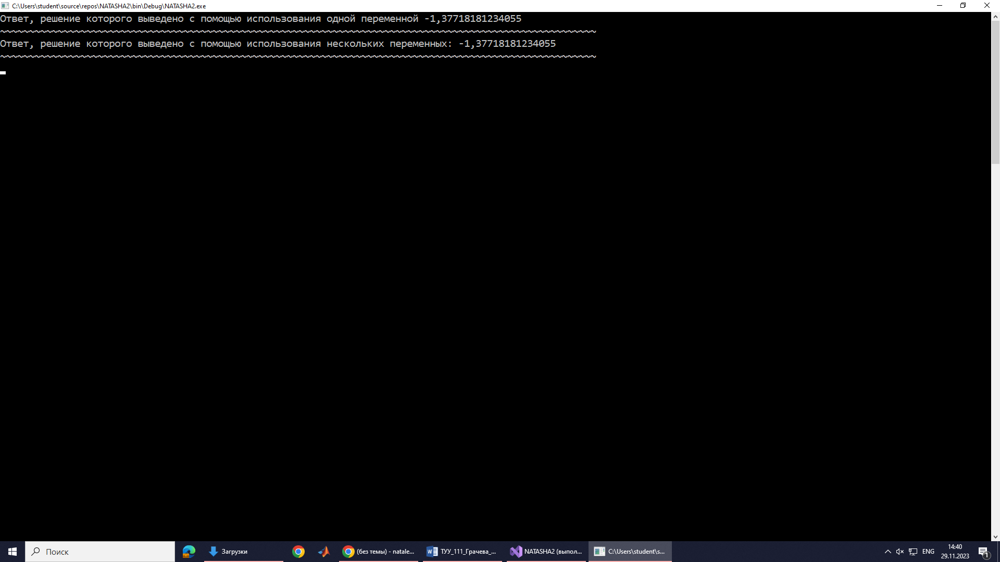 C:\Users\student\source\repos\NATASHA2\bin\Debug\NATASHA2.exe
Ответ, решение которого выведено с помощью использования одной переменной -1,37718181234055
~~~~~~~~~~~~~~~~~~~~~~~~~~~~~~~~~~~~~~~~~~~~~~~~~~~~~~~~~~~~~~~~~~~~~~~~~~~~~~~~~~~~~~~~~~~~~~~~~~~~~~~~
Ответ, решение которого выведено с помощью использования нескольких переменных: -1,37718181234055
~~~~~~~~~~~~~~~~~~~~~~~~~~~~~~~~~~~~~~~~~~~~~~~~~~~~~~~~~~~~~~~~~~~~~~~~~~~~~~~~~~~~~~~~~~~~~~~~~~~~~~~~
Поиск
Загрузки
(без темы) - natale...
ТУУ_111_Грачева_...
NATASHA2 (выпол...
C:\Users\student\s...
ENG
14:40
29.11.2023
1